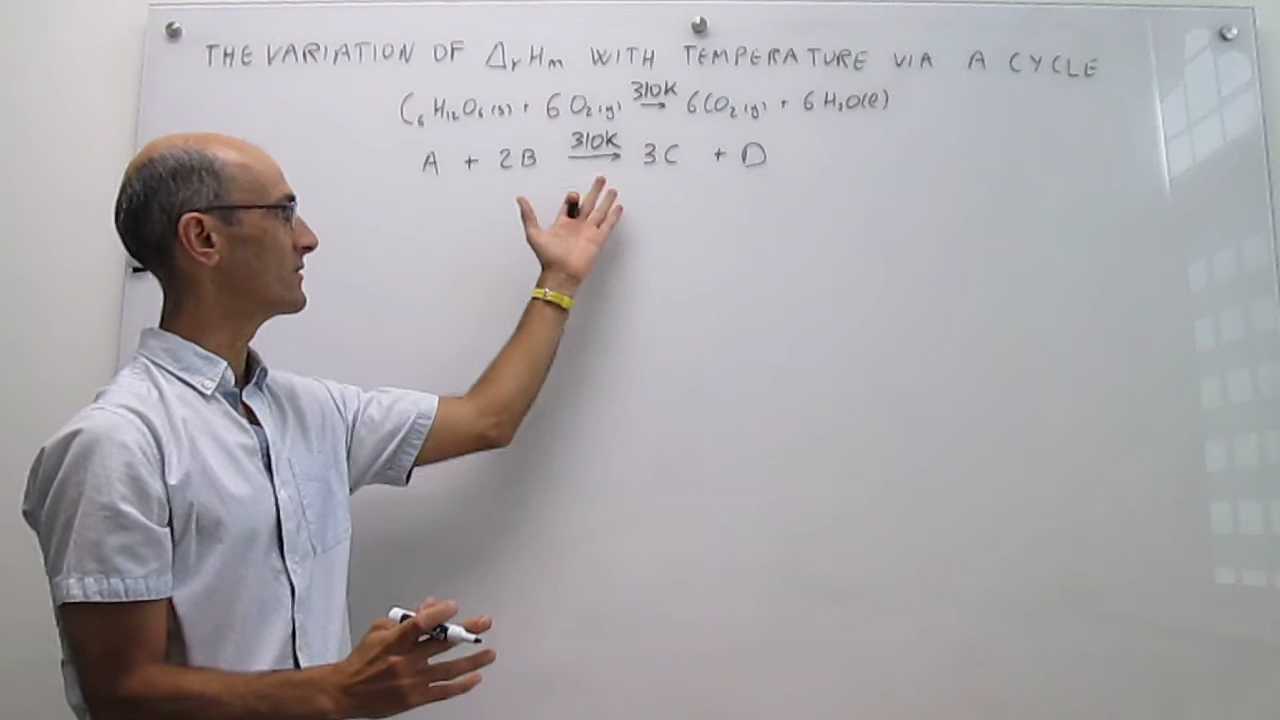 THE VARIATION OF ΔrHm WITH TEMPERATURE VIA A CYCLE
C6H12O6(s) + 6O2(g) 310K → 6CO2(g) + 6H2O(l)
A + 2B 310K → 3C + D